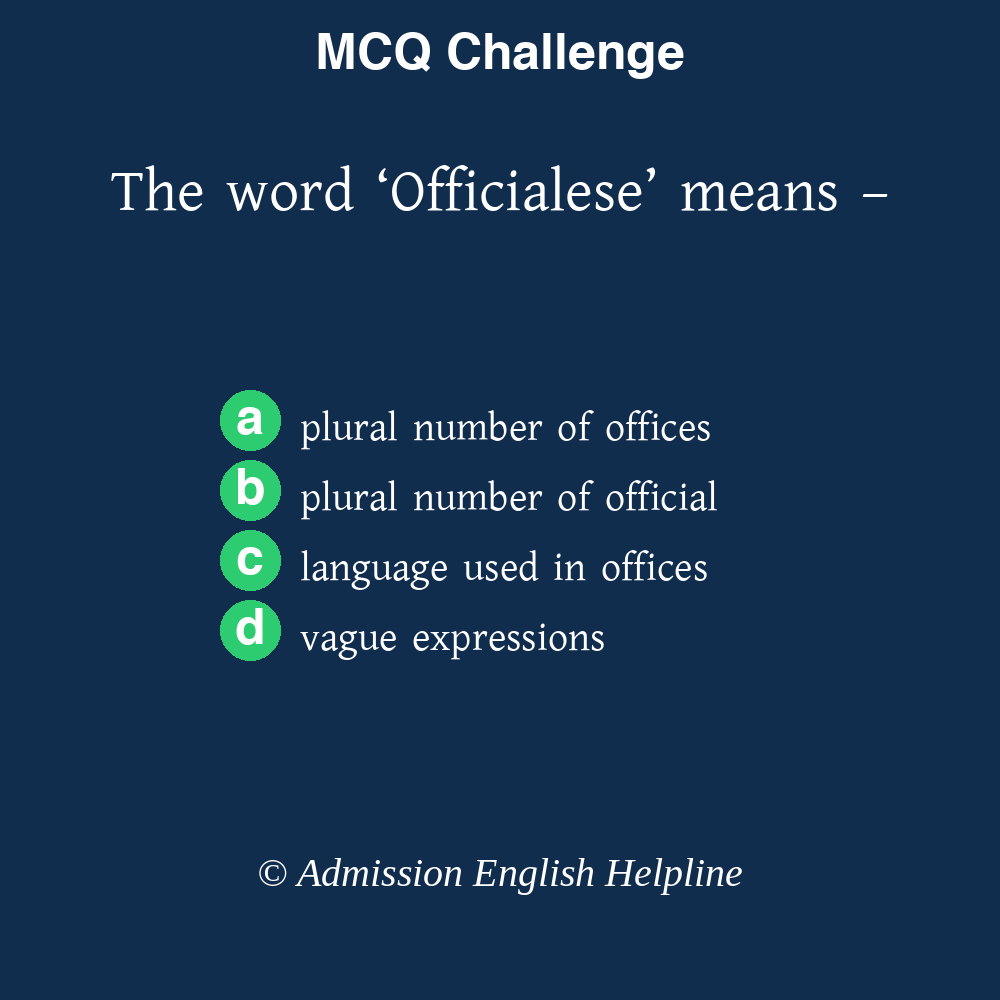 MCQ Challenge
The word ‘Officialese’ means –
a plural number of offices
b plural number of official
c language used in offices
d vague expressions
© Admission English Helpline